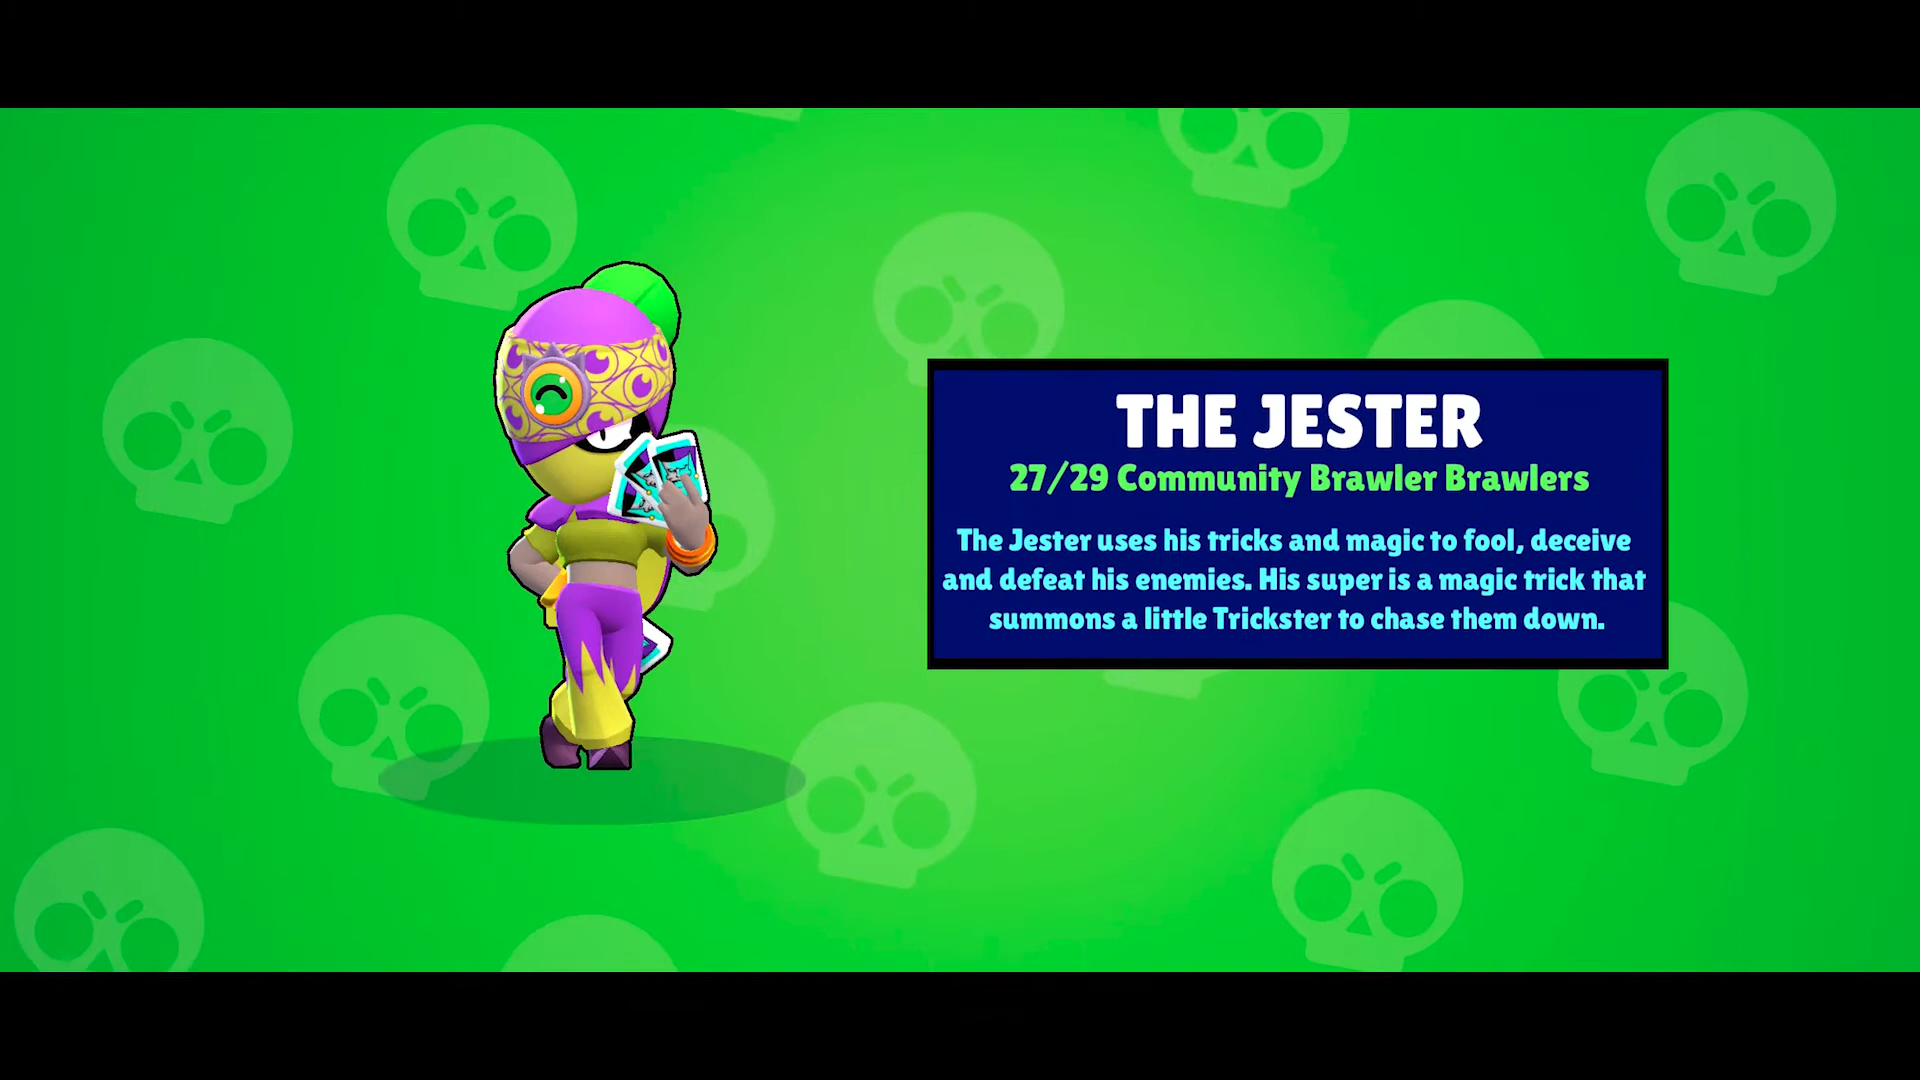 THE JESTER
27/29 Community Brawler Brawlers
The Jester uses his tricks and magic to fool, deceive
and defeat his enemies. His super is a magic trick that
summons a little Trickster to chase them down.